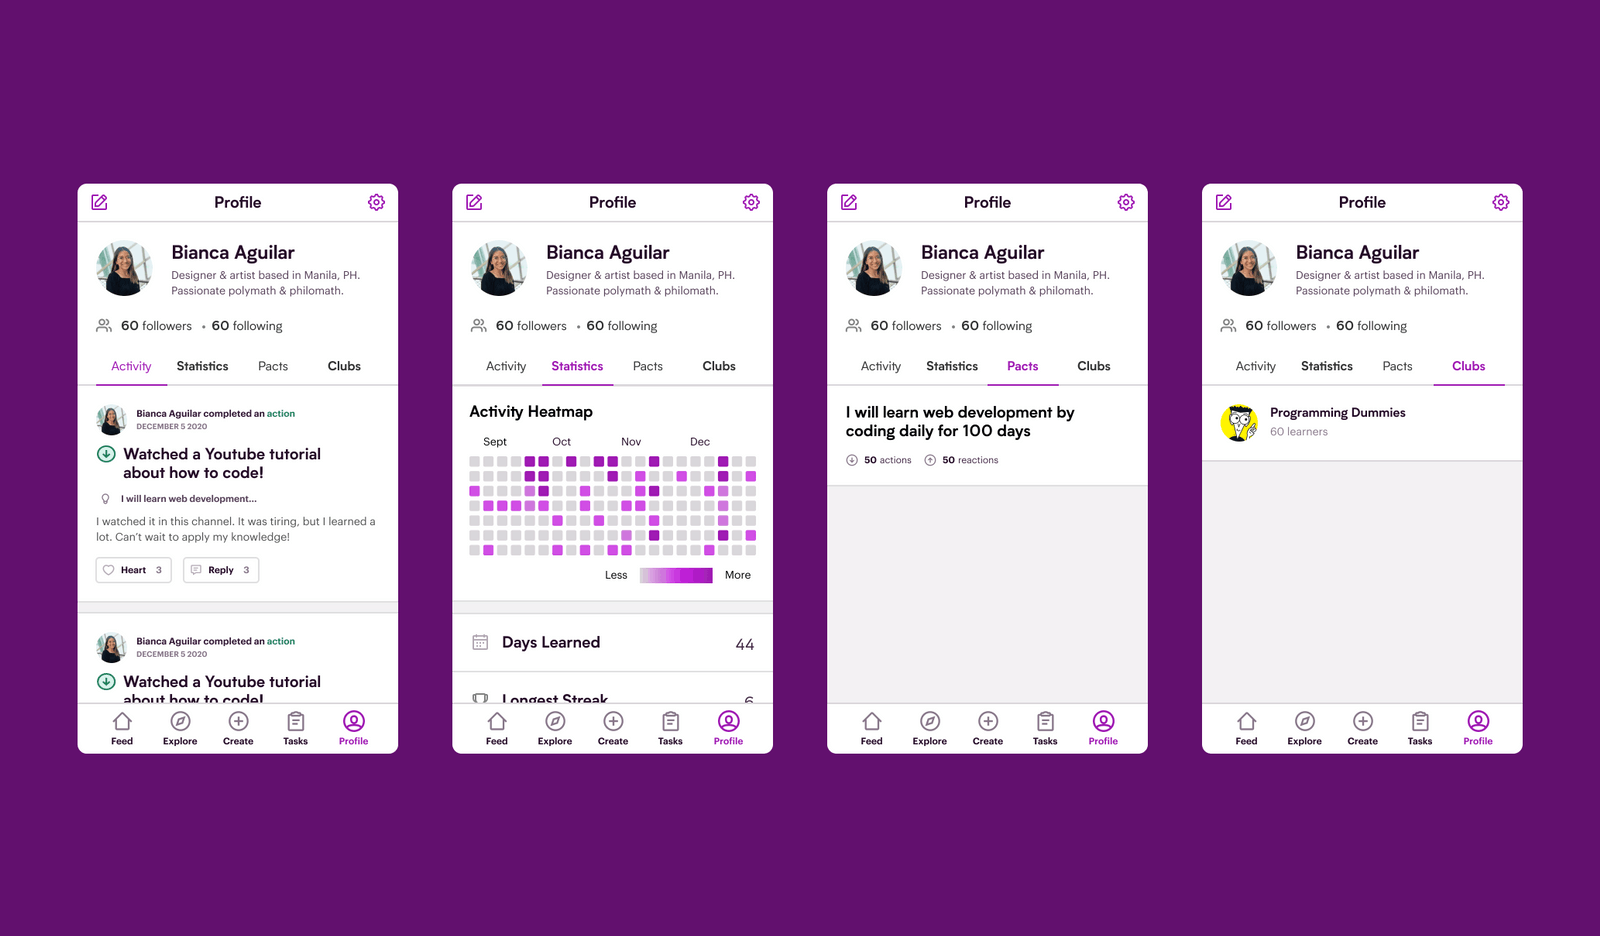 Profile
Bianca Aguilar
Designer & artist based in Manila, PH.
Passionate polymath & philomath.
60 followers • 60 following
Activity Statistics Pacts Clubs
Bianca Aguilar completed an action
DECEMBER 5 2020
Watched a Youtube tutorial
about how to code!
I will learn web development...
I watched it in this channel. It was tiring, but I learned a
lot. Can't wait to apply my knowledge!
Heart 3 Reply 3
Bianca Aguilar completed an action
DECEMBER 5 2020
Watched a Youtube tutorial
about how to code!
Feed Explore Create Tasks Profile
Profile
Bianca Aguilar
Designer & artist based in Manila, PH.
Passionate polymath & philomath.
60 followers • 60 following
Activity Statistics Pacts Clubs
Activity Heatmap
Sept Oct Nov Dec
Less More
Days Learned 44
Longest Streak 6
Feed Explore Create Tasks Profile
Profile
Bianca Aguilar
Designer & artist based in Manila, PH.
Passionate polymath & philomath.
60 followers • 60 following
Activity Statistics Pacts Clubs
I will learn web development by
coding daily for 100 days
50 actions 50 reactions
Feed Explore Create Tasks Profile
Profile
Bianca Aguilar
Designer & artist based in Manila, PH.
Passionate polymath & philomath.
60 followers • 60 following
Activity Statistics Pacts Clubs
Programming Dummies
60 learners
Feed Explore Create Tasks Profile